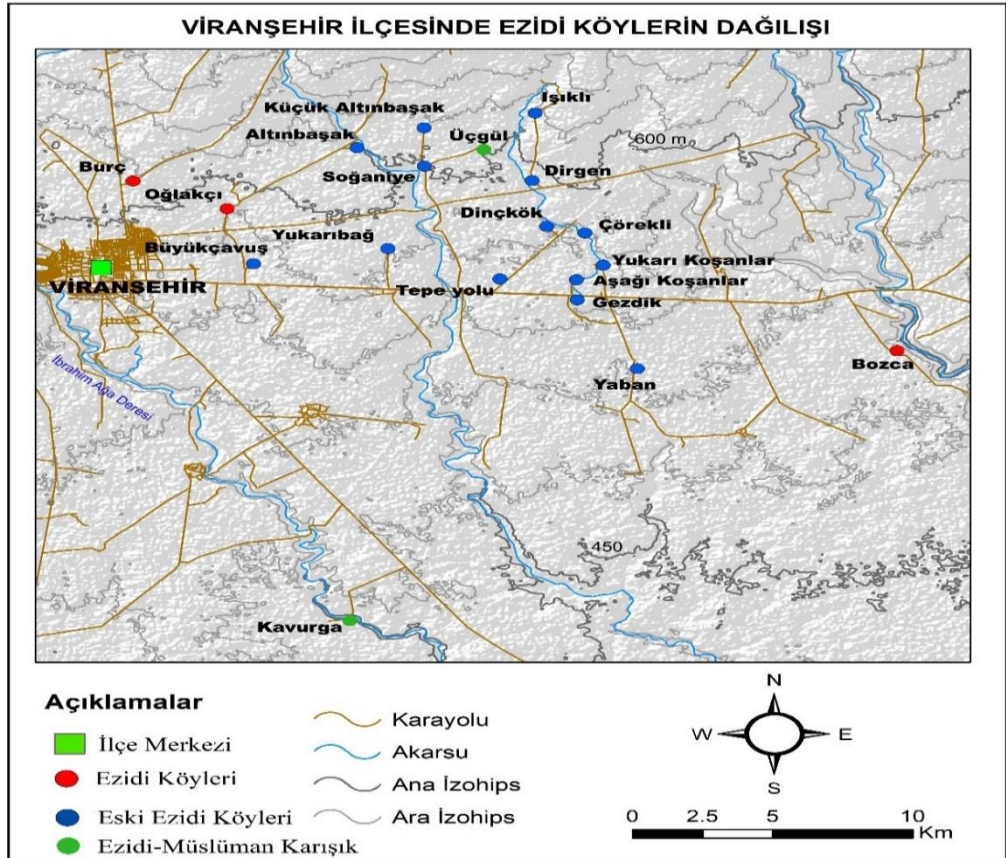 VİRANŞEHİR İLÇESİNDE EZİDİ KÖYLERİN DAĞILIŞI
Işıklı
Küçük Altınbaşak
Altınbaşak
Üçgül
600 m
Burç
Soğaniye
Dirgen
Oğlakçı
Dinçkök
Çörekli
Büyükçavuş
Yukarıbağ
Yukarı Koşanlar
Tepe yolu
Aşağı Koşanlar
VİRANŞEHİR
Gezdik
Bozca
İbrahim Ağa Deresi
Yaban
450
Kavurga
Açıklamalar
İlçe Merkezi
Ezidi Köyleri
Eski Ezidi Köyleri
Ezidi-Müslüman Karışık
Karayolu
Akarsu
Ana İzohips
Ara İzohips
N
W E
S
0 2.5 5 10
Km